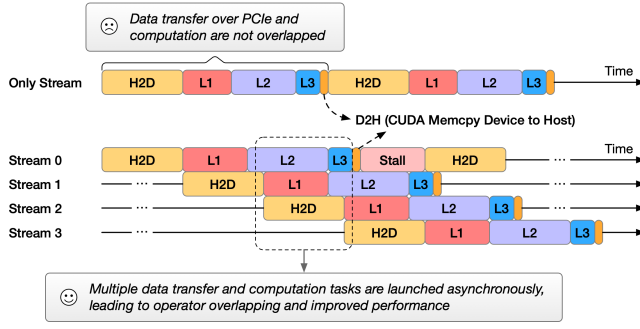 Data transfer over PCIe and
computation are not overlapped
Only Stream H2D L1 L2 L3 H2D L1 L2 L3 Time
D2H (CUDA Memcpy Device to Host)
Stream 0 H2D L1 L2 L3 Stall H2D ... Time
Stream 1 ... H2D L1 L2 L3 ...
Stream 2 ... H2D L1 L2 L3 ...
Stream 3 ... H2D L1 L2 L3
Multiple data transfer and computation tasks are launched asynchronously,
leading to operator overlapping and improved performance